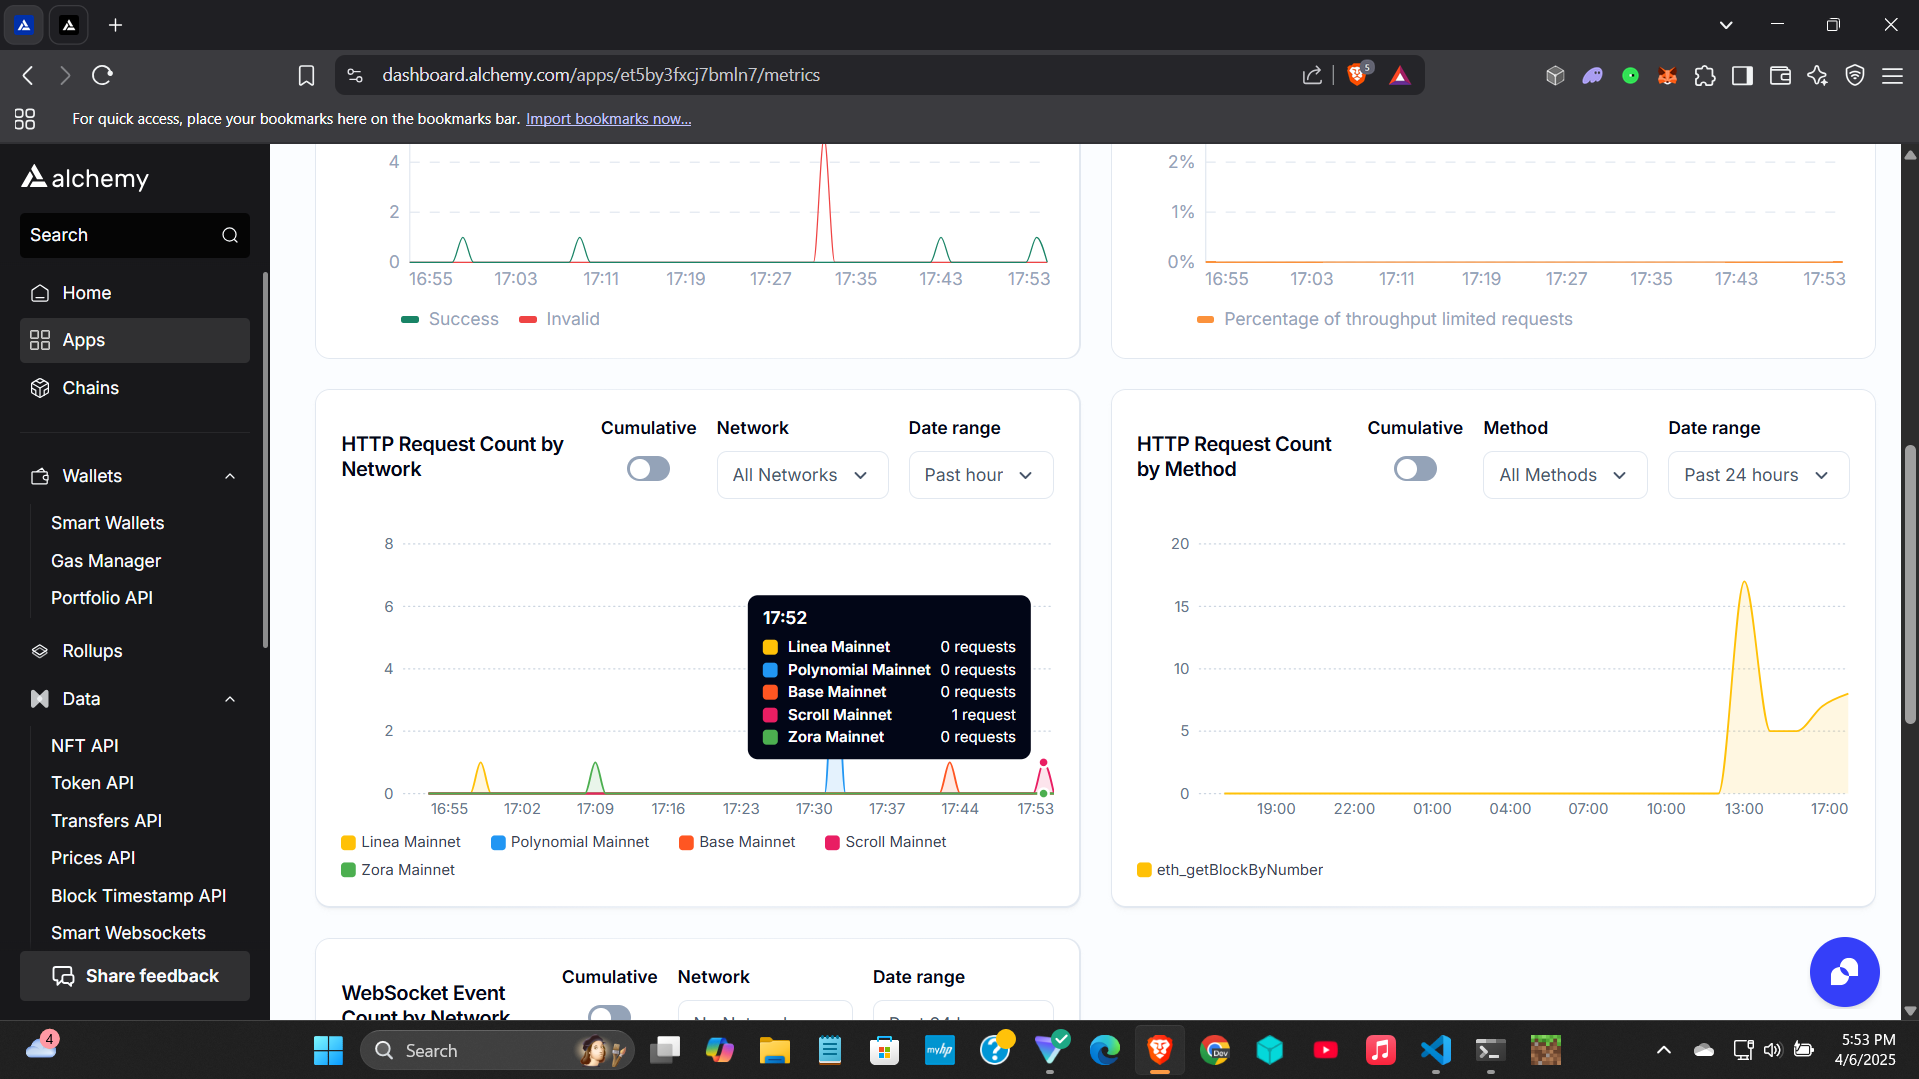 dashboard.alchemy.com/apps/et5by3fxcj7bmln7/metrics
5
For quick access, place your bookmarks here on the bookmarks bar. Import bookmarks now...
alchemy
Search
Home
Apps
Chains
Wallets
Smart Wallets
Gas Manager
Portfolio API
Rollups
Data
NFT API
Token API
Transfers API
Prices API
Block Timestamp API
Smart Websockets
Share feedback
4
2
0
16:55 17:03 17:11 17:19 17:27 17:35 17:43 17:53
Success Invalid
2%
1%
0%
16:55 17:03 17:11 17:19 17:27 17:35 17:43 17:53
Percentage of throughput limited requests
HTTP Request Count by
Network
Cumulative
Network
All Networks
Date range
Past hour
8
6
4
2
0
17:52
Linea Mainnet 0 requests
Polynomial Mainnet 0 requests
Base Mainnet 0 requests
Scroll Mainnet 1 request
Zora Mainnet 0 requests
16:55 17:02 17:09 17:16 17:23 17:30 17:37 17:44 17:53
Linea Mainnet Polynomial Mainnet Base Mainnet Scroll Mainnet
Zora Mainnet
HTTP Request Count
by Method
Cumulative
Method
All Methods
Date range
Past 24 hours
20
15
10
5
0
19:00 22:00 01:00 04:00 07:00 10:00 13:00 17:00
eth_getBlockByNumber
WebSocket Event
Count by Network
Cumulative
Network
Date range
4
Search
myhp
Dev
5:53 PM
4/6/2025